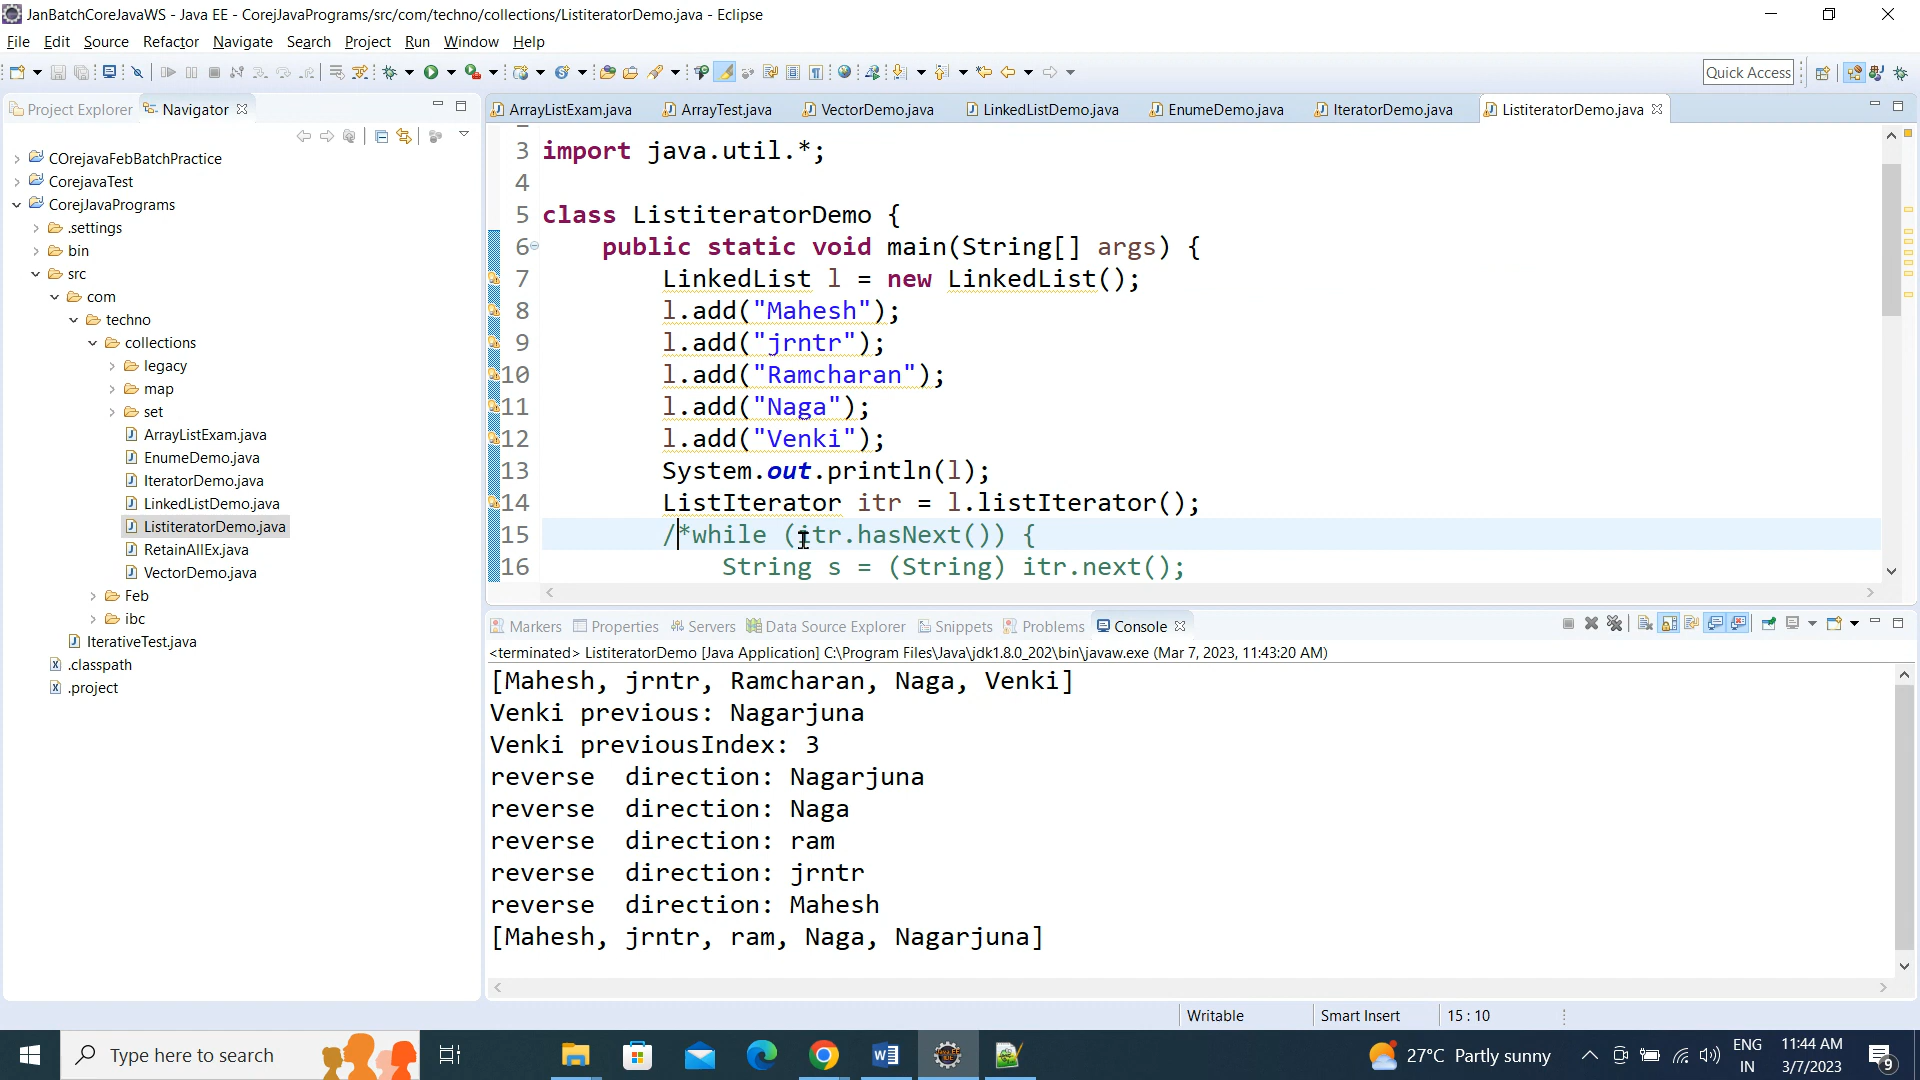 JanBatchCoreJavaWS - Java EE - CorejJavaPrograms/src/com/techno/collections/ListiteratorDemo.java - Eclipse
File Edit Source Refactor Navigate Search Project Run Window Help
Quick Access
Project Explorer Navigator
ArrayListExam.java ArrayTest.java VectorDemo.java LinkedListDemo.java EnumeDemo.java IteratorDemo.java ListiteratorDemo.java
COrejavaFebBatchPractice
CorejavaTest
CorejJavaPrograms
.settings
bin
src
com
techno
collections
legacy
map
set
ArrayListExam.java
EnumeDemo.java
IteratorDemo.java
LinkedListDemo.java
ListiteratorDemo.java
RetainAllEx.java
VectorDemo.java
Feb
ibc
IterativeTest.java
.classpath
.project
3 import java.util.*;
4
5 class ListiteratorDemo {
6 public static void main(String[] args) {
7 LinkedList l = new LinkedList();
8 l.add("Mahesh");
9 l.add("jrntr");
10 l.add("Ramcharan");
11 l.add("Naga");
12 l.add("Venki");
13 System.out.println(l);
14 ListIterator itr = l.listIterator();
15 /*while (itr.hasNext()) {
16 String s = (String) itr.next();
Markers Properties Servers Data Source Explorer Snippets Problems Console
<terminated> ListiteratorDemo [Java Application] C:\Program Files\Java\jdk1.8.0_202\bin\javaw.exe (Mar 7, 2023, 11:43:20 AM)
[Mahesh, jrntr, Ramcharan, Naga, Venki]
Venki previous: Nagarjuna
Venki previousIndex: 3
reverse  direction: Nagarjuna
reverse  direction: Naga
reverse  direction: ram
reverse  direction: jrntr
reverse  direction: Mahesh
[Mahesh, jrntr, ram, Naga, Nagarjuna]
Writable Smart Insert 15 : 10
Type here to search
27°C Partly sunny
ENG
IN
11:44 AM
3/7/2023
9